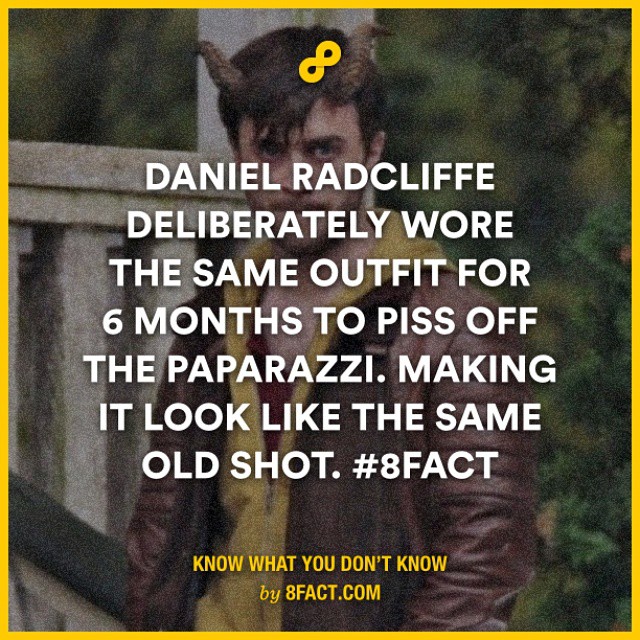 DANIEL RADCLIFFE
DELIBERATELY WORE
THE SAME OUTFIT FOR
6 MONTHS TO PISS OFF
THE PAPARAZZI. MAKING
IT LOOK LIKE THE SAME
OLD SHOT. #8FACT
KNOW WHAT YOU DON'T KNOW
by 8FACT.COM